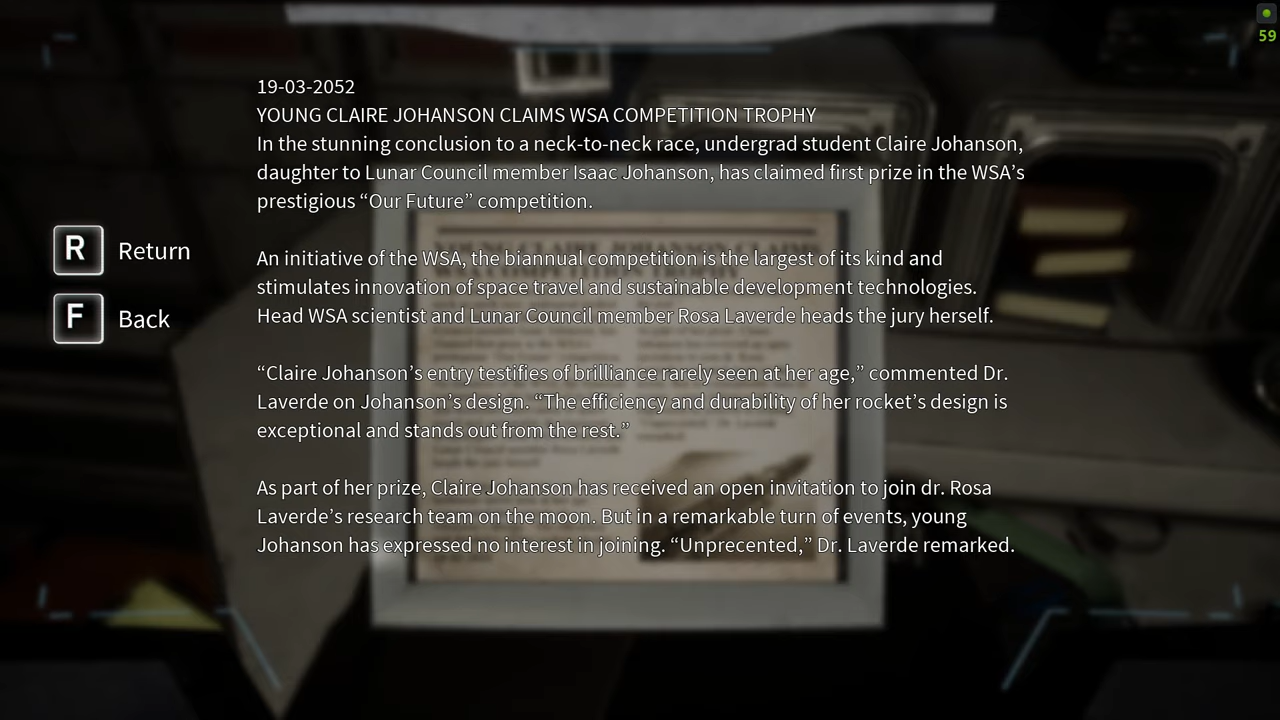 59
19-03-2052
YOUNG CLAIRE JOHANSON CLAIMS WSA COMPETITION TROPHY
In the stunning conclusion to a neck-to-neck race, undergrad student Claire Johanson,
daughter to Lunar Council member Isaac Johanson, has claimed first prize in the WSA’s
prestigious “Our Future” competition.
An initiative of the WSA, the biannual competition is the largest of its kind and
stimulates innovation of space travel and sustainable development technologies.
Head WSA scientist and Lunar Council member Rosa Laverde heads the jury herself.
“Claire Johanson’s entry testifies of brilliance rarely seen at her age,” commented Dr.
Laverde on Johanson’s design. “The efficiency and durability of her rocket’s design is
exceptional and stands out from the rest.”
As part of her prize, Claire Johanson has received an open invitation to join dr. Rosa
Laverde’s research team on the moon. But in a remarkable turn of events, young
Johanson has expressed no interest in joining. “Unprecented,” Dr. Laverde remarked.
R Return
F Back